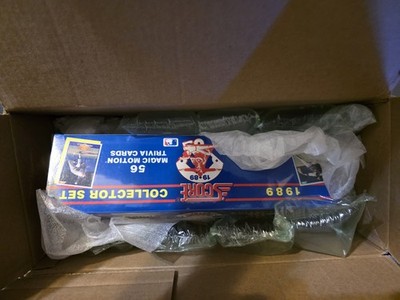 1989
SCORE
COLLECTOR SET
1989
56
MAGIC MOTION
TRIVIA CARDS